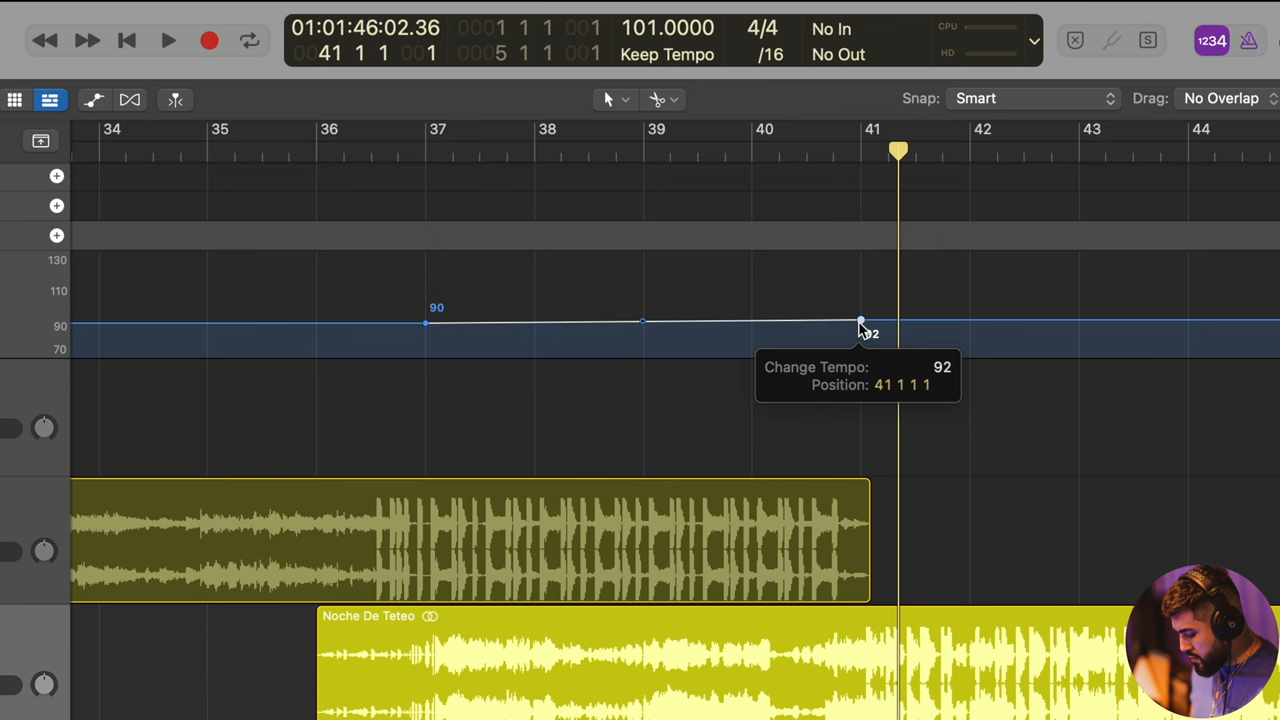 01:01:46:02.36 0001 1 1 001 101.0000 4/4 No In CPU
0041 1 1 001 0005 1 1 001 Keep Tempo /16 No Out HD
S 1234
Snap: Smart Drag: No Overlap
34 35 36 37 38 39 40 41 42 43 44
130
110
90
70
90
92
Change Tempo: 92
Position: 41 1 1 1
Noche De Teteo